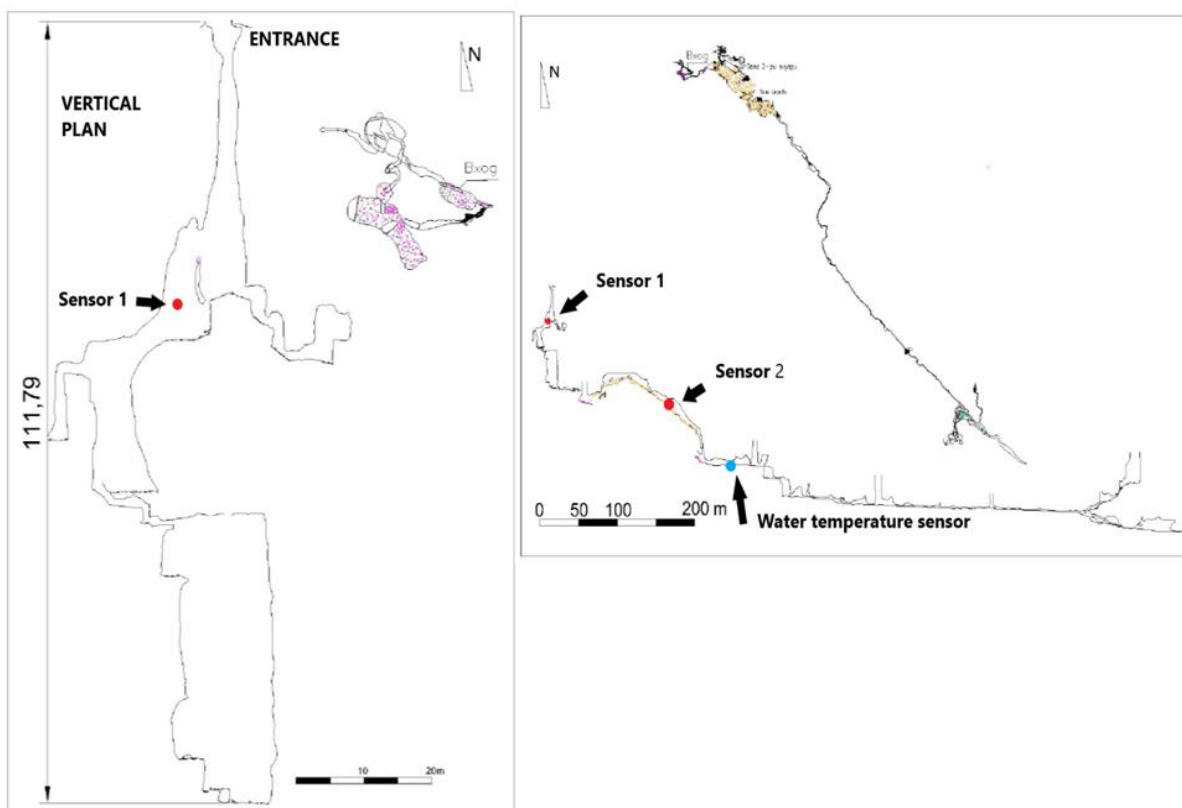 ENTRANCE
VERTICAL
PLAN
N
Bxog
Sensor 1
111,79
10
20m
N
Bxog
Sensor 1
Sensor 2
0
50
100
200 m
Water temperature sensor